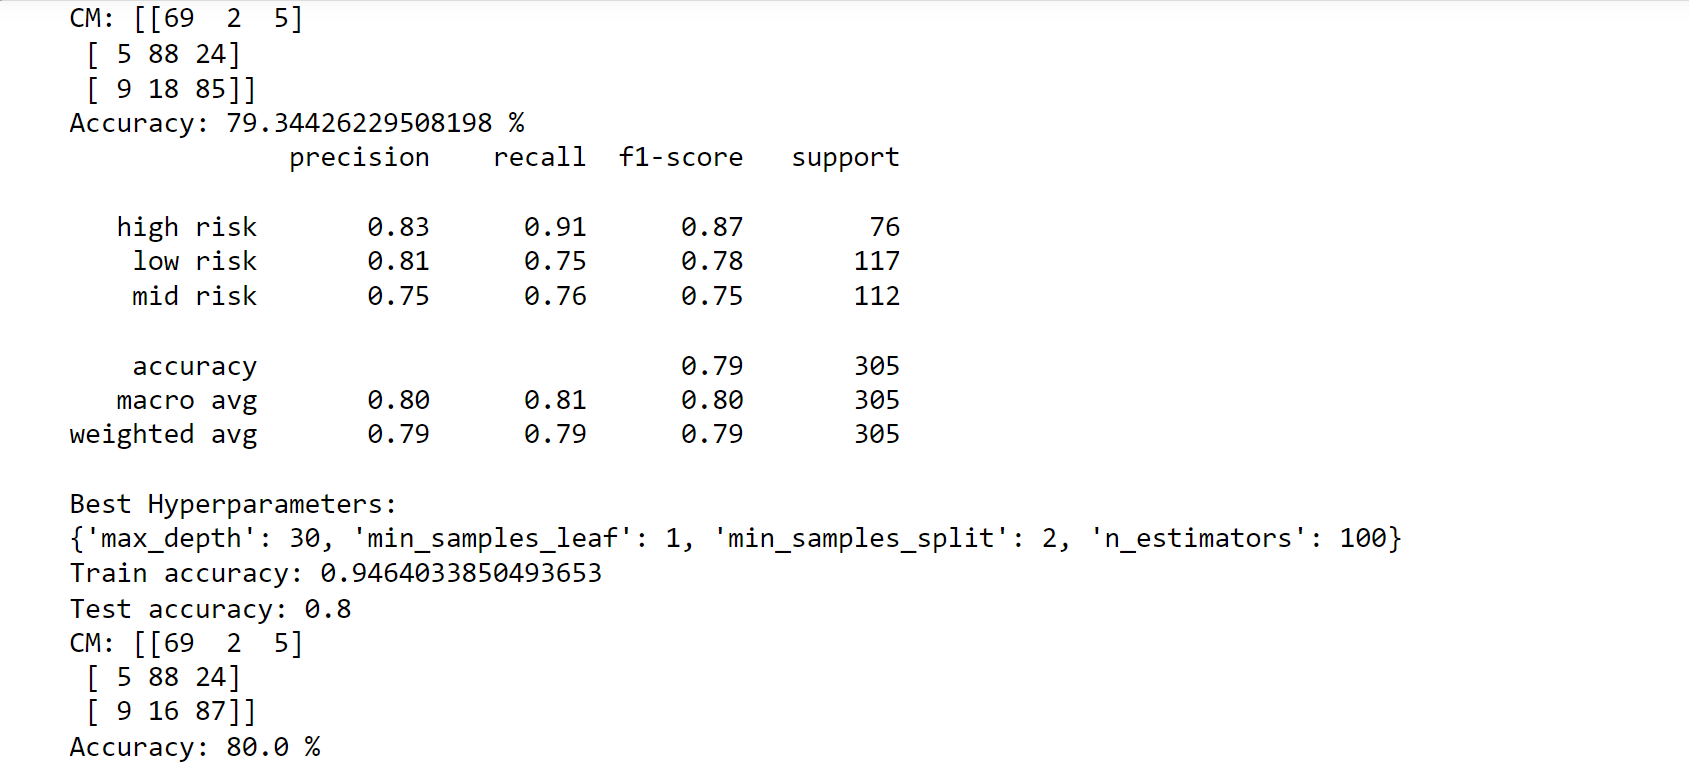 CM: [[69  2  5]
 [ 5 88 24]
 [ 9 18 85]]
Accuracy: 79.34426229508198 %
              precision    recall  f1-score   support

   high risk       0.83      0.91      0.87        76
    low risk       0.81      0.75      0.78       117
    mid risk       0.75      0.76      0.75       112

    accuracy                           0.79       305
   macro avg       0.80      0.81      0.80       305
weighted avg       0.79      0.79      0.79       305

Best Hyperparameters:
{'max_depth': 30, 'min_samples_leaf': 1, 'min_samples_split': 2, 'n_estimators': 100}
Train accuracy: 0.9464033850493653
Test accuracy: 0.8
CM: [[69  2  5]
 [ 5 88 24]
 [ 9 16 87]]
Accuracy: 80.0 %